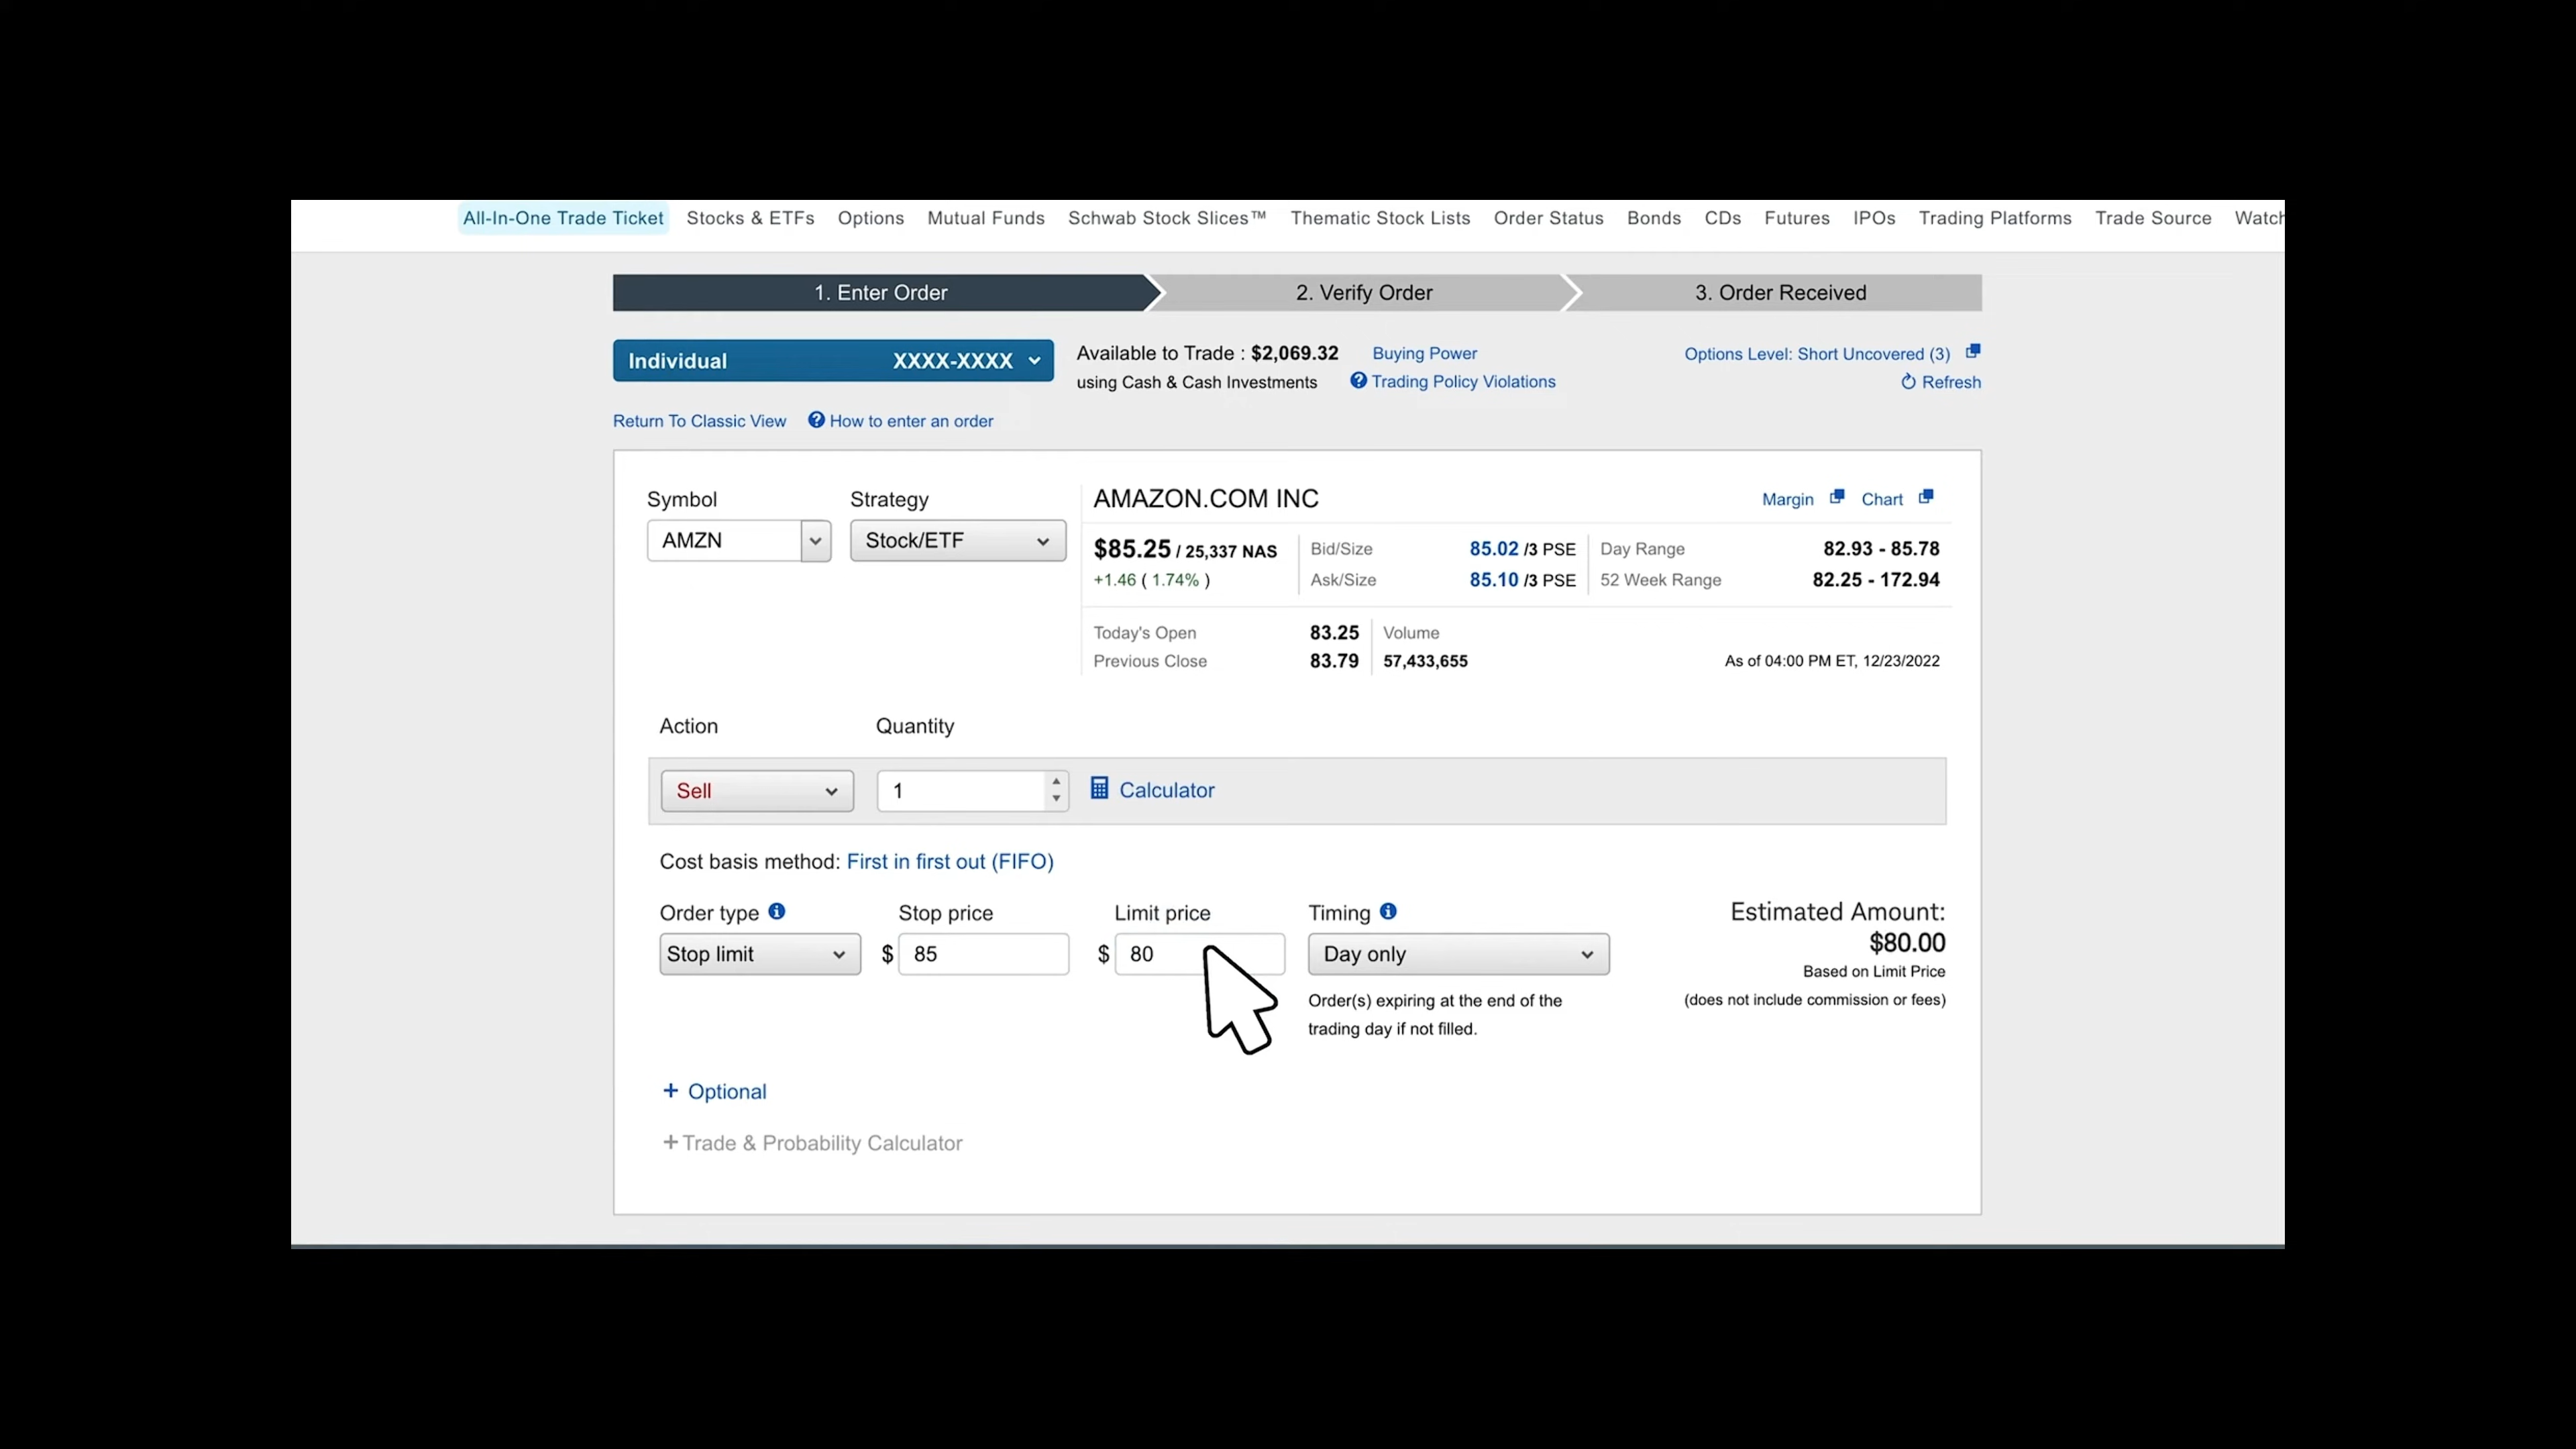 All-In-One Trade Ticket Stocks & ETFs Options Mutual Funds Schwab Stock Slices™ Thematic Stock Lists Order Status Bonds CDs Futures IPOs Trading Platforms Trade Source Watch
1. Enter Order 2. Verify Order 3. Order Received
Individual XXXX-XXXX
Available to Trade : $2,069.32 Buying Power
using Cash & Cash Investments Trading Policy Violations
Options Level: Short Uncovered (3)
Refresh
Return To Classic View How to enter an order
Symbol Strategy
AMZN Stock/ETF
AMAZON.COM INC Margin Chart
$85.25 / 25,337 NAS Bid/Size 85.02 /3 PSE Day Range 82.93 - 85.78
+1.46 ( 1.74% ) Ask/Size 85.10 /3 PSE 52 Week Range 82.25 - 172.94
Today's Open 83.25 Volume
Previous Close 83.79 57,433,655 As of 04:00 PM ET, 12/23/2022
Action Quantity
Sell 1 Calculator
Cost basis method: First in first out (FIFO)
Order type Stop price Limit price Timing
Stop limit $ 85 $ 80 Day only
Order(s) expiring at the end of the
trading day if not filled.
Estimated Amount:
$80.00
Based on Limit Price
(does not include commission or fees)
+ Optional
+ Trade & Probability Calculator